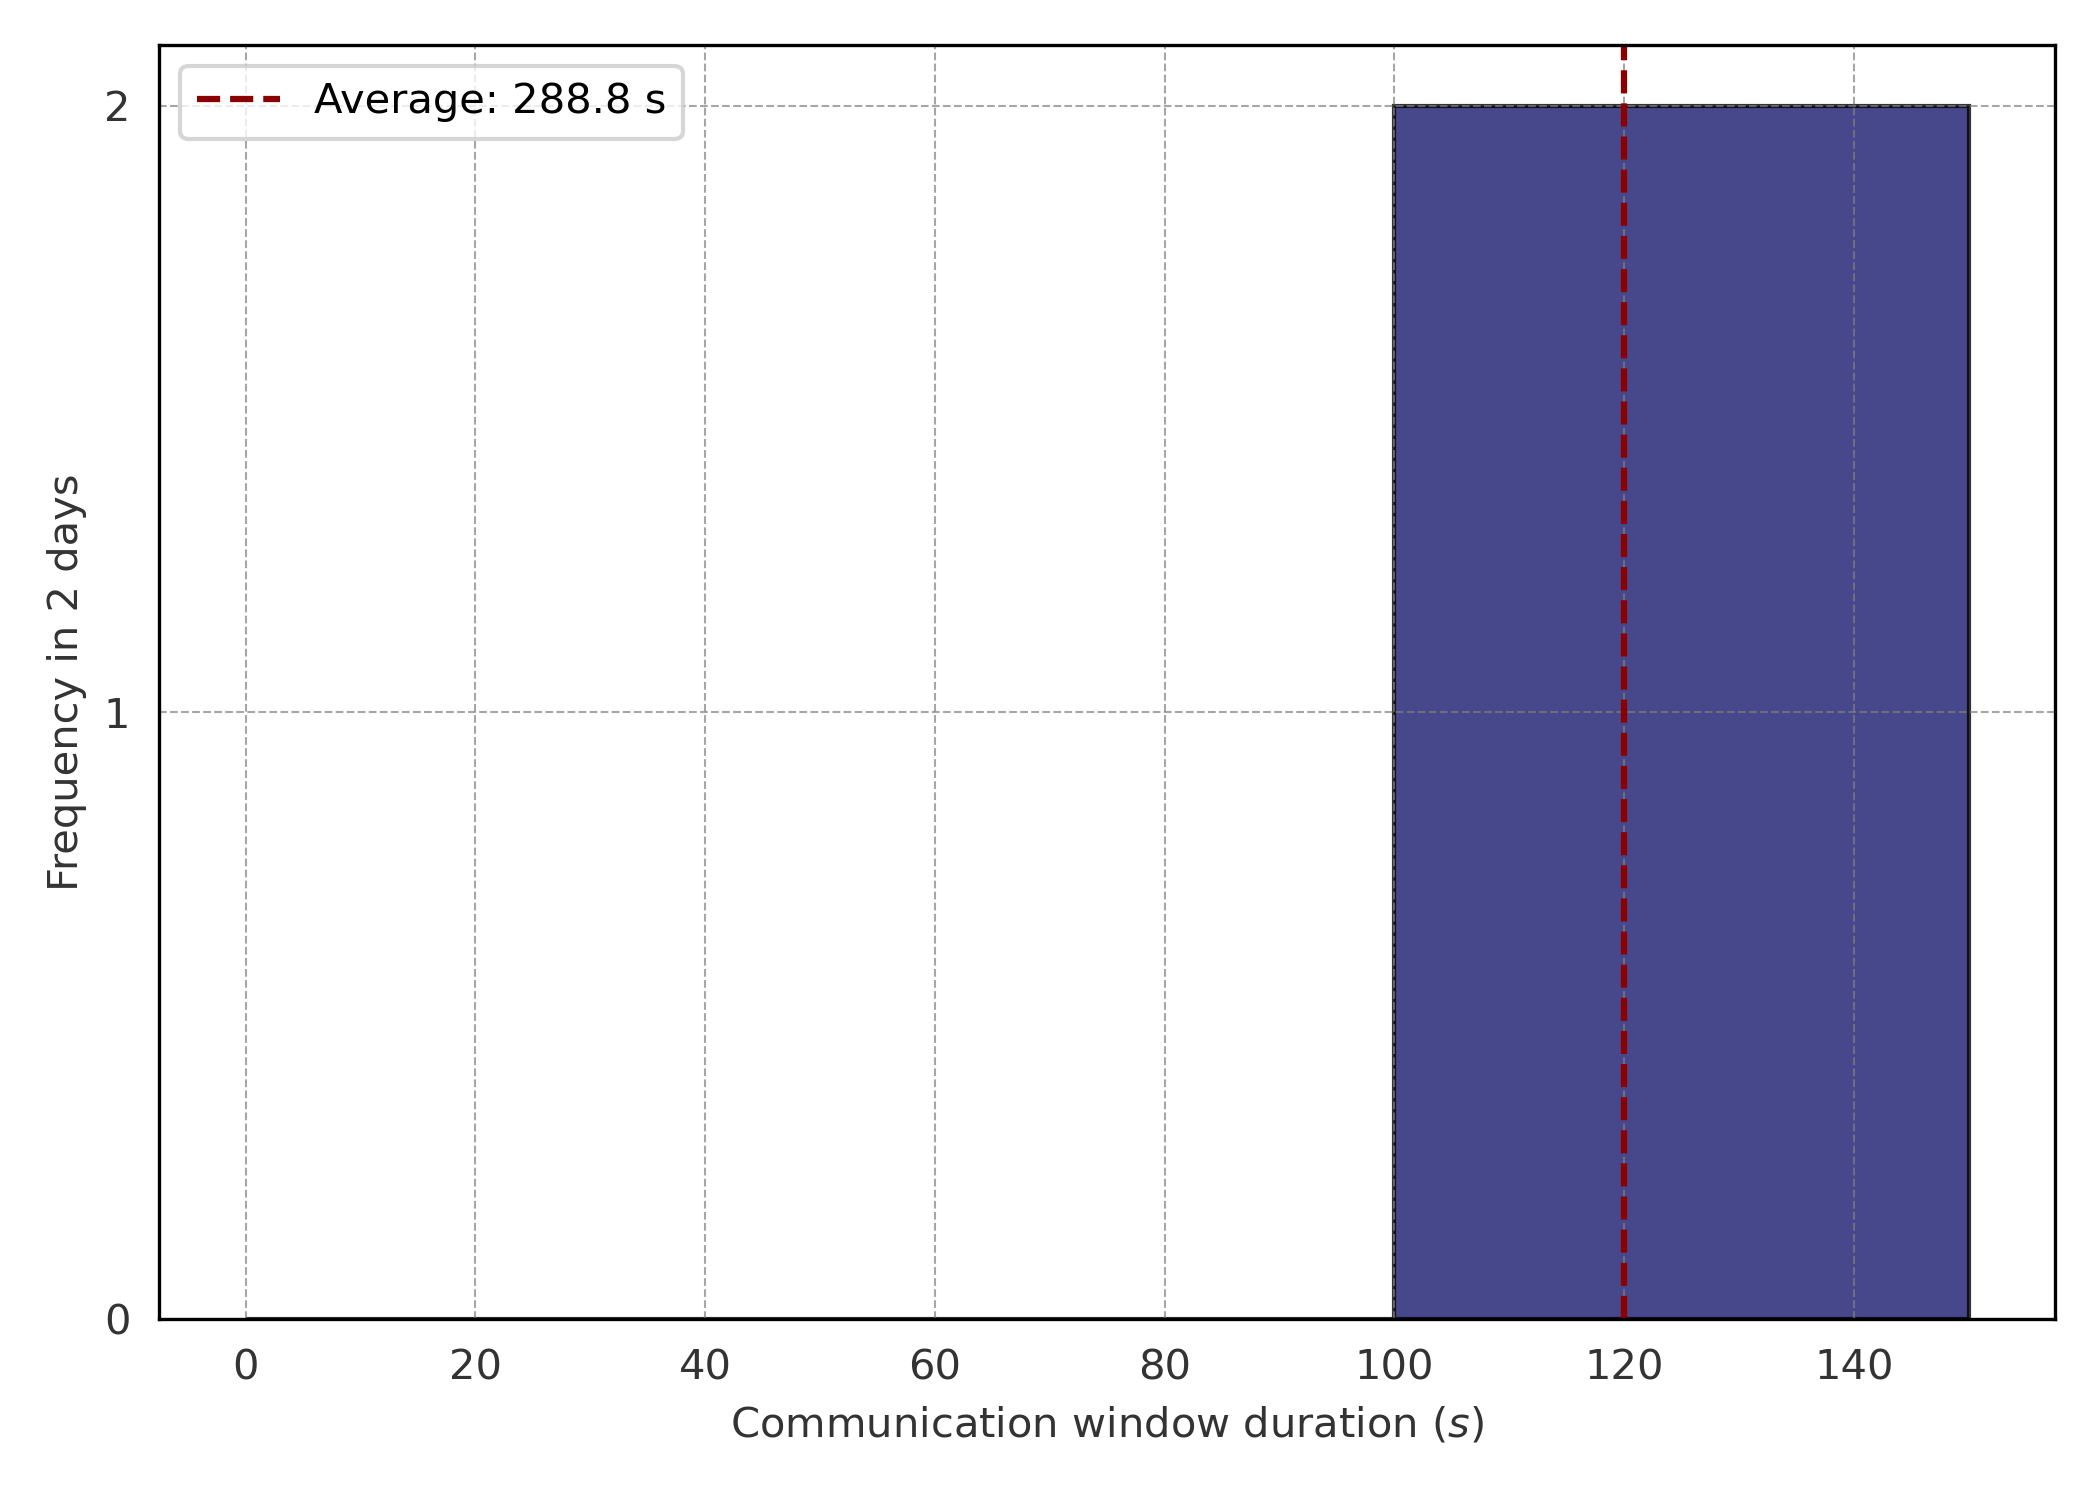 Average: 288.8 s
2
1
0
Frequency in 2 days
0 20 40 60 80 100 120 140
Communication window duration (s)